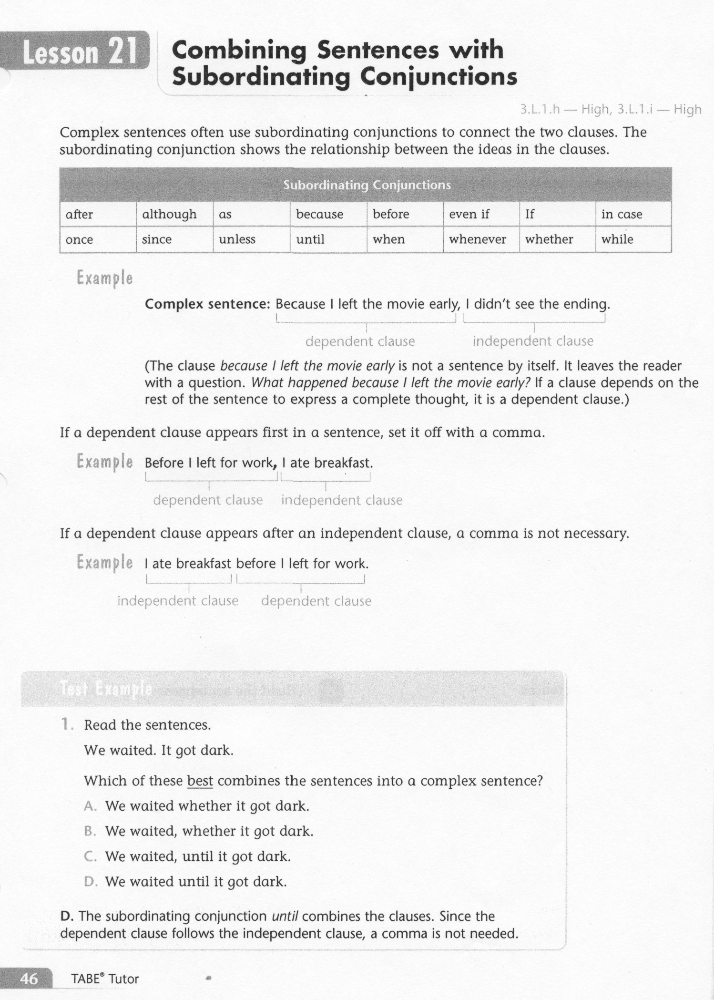 Lesson 21
Combining Sentences with
Subordinating Conjunctions
3.L.1.h — High, 3.L.1.i — High
Complex sentences often use subordinating conjunctions to connect the two clauses. The
subordinating conjunction shows the relationship between the ideas in the clauses.
Subordinating Conjunctions
after although as because before even if If in case
once since unless until when whenever whether while
Example
Complex sentence: Because I left the movie early, I didn't see the ending.
dependent clause independent clause
(The clause because I left the movie early is not a sentence by itself. It leaves the reader
with a question. What happened because I left the movie early? If a clause depends on the
rest of the sentence to express a complete thought, it is a dependent clause.)
If a dependent clause appears first in a sentence, set it off with a comma.
Example Before I left for work, I ate breakfast.
dependent clause independent clause
If a dependent clause appears after an independent clause, a comma is not necessary.
Example I ate breakfast before I left for work.
independent clause dependent clause
Test Example
1. Read the sentences.
We waited. It got dark.
Which of these best combines the sentences into a complex sentence?
A. We waited whether it got dark.
B. We waited, whether it got dark.
C. We waited, until it got dark.
D. We waited until it got dark.
D. The subordinating conjunction until combines the clauses. Since the
dependent clause follows the independent clause, a comma is not needed.
46 TABE® Tutor